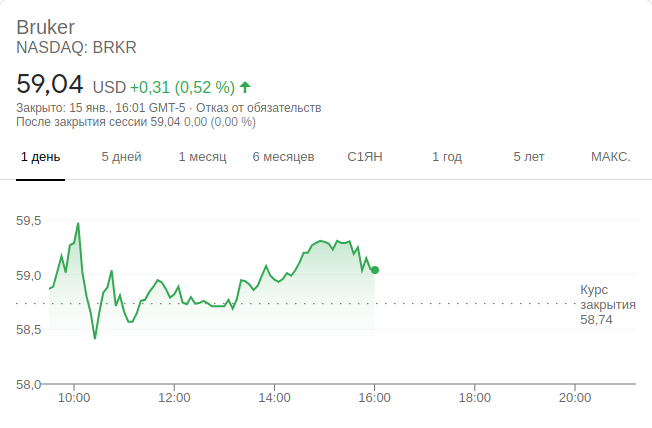 Bruker
NASDAQ: BRKR
59,04 USD +0,31 (0,52 %)
Закрыто: 15 янв., 16:01 GMT-5 · Отказ от обязательств
После закрытия сессии 59,04 0,00 (0,00 %)
1 день 5 дней 1 месяц 6 месяцев С1ЯН 1 год 5 лет МАКС.
59,5
59,0
Курс
закрытия
58,74
58,5
58,0
10:00 12:00 14:00 16:00 18:00 20:00